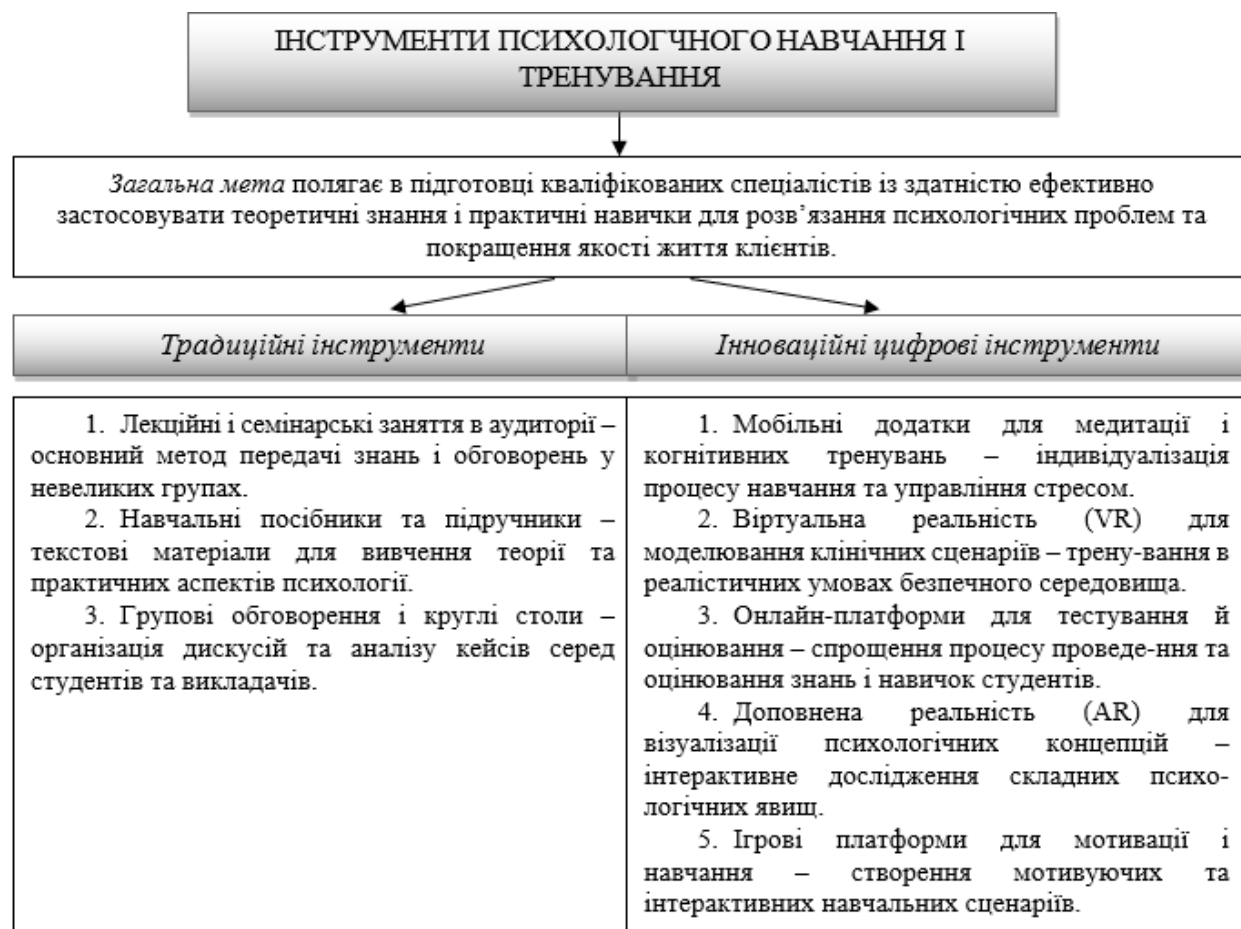 ІНСТРУМЕНТИ ПСИХОЛОГЧНОГО НАВЧАННЯ І
ТРЕНУВАННЯ
Загальна мета полягає в підготовці кваліфікованих спеціалістів із здатністю ефективно
застосовувати теоретичні знання і практичні навички для розв’язання психологічних проблем та
покращення якості життя клієнтів.
Традиційні інструменти
1. Лекційні і семінарські заняття в аудиторії –
основний метод передачі знань і обговорень у
невеликих групах.
2. Навчальні посібники та підручники –
текстові матеріали для вивчення теорії та
практичних аспектів психології.
3. Групові обговорення і круглі столи –
організація дискусій та аналізу кейсів серед
студентів та викладачів.
Інноваційні цифрові інструменти
1. Мобільні додатки для медитації і
когнітивних тренувань – індивідуалізація
процесу навчання та управління стресом.
2. Віртуальна реальність (VR) для
моделювання клінічних сценаріїв – трену-вання в
реалістичних умовах безпечного середовища.
3. Онлайн-платформи для тестування й
оцінювання – спрощення процесу проведе-ння та
оцінювання знань і навичок студентів.
4. Доповнена реальність (AR) для
візуалізації психологічних концепцій –
інтерактивне дослідження складних психо-
логічних явищ.
5. Ігрові платформи для мотивації і
навчання – створення мотивуючих та
інтерактивних навчальних сценаріїв.